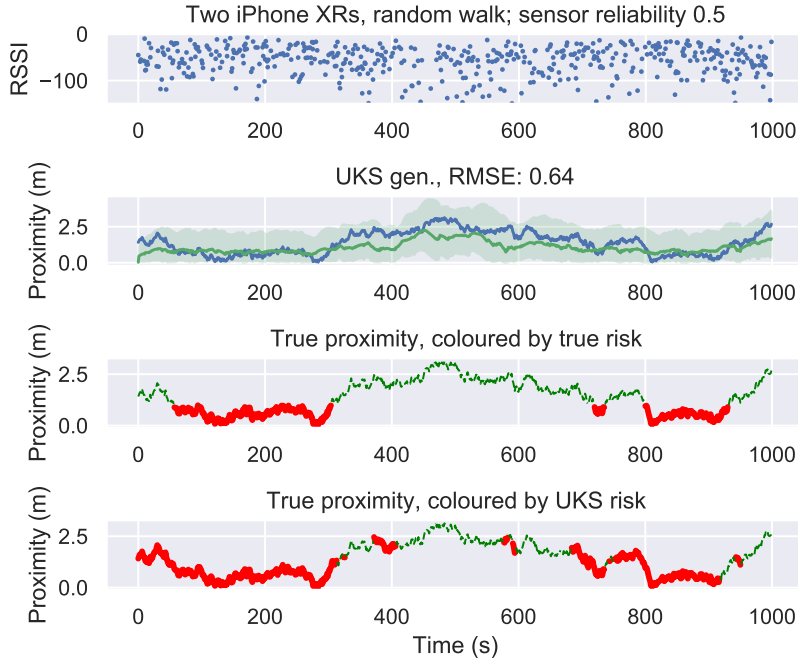 Two iPhone XRs, random walk; sensor reliability 0.5
RSSI
0
−100
0 200 400 600 800 1000
UKS gen., RMSE: 0.64
Proximity (m)
2.5
0.0
0 200 400 600 800 1000
True proximity, coloured by true risk
Proximity (m)
2.5
0.0
0 200 400 600 800 1000
True proximity, coloured by UKS risk
Proximity (m)
2.5
0.0
0 200 400 600 800 1000
Time (s)